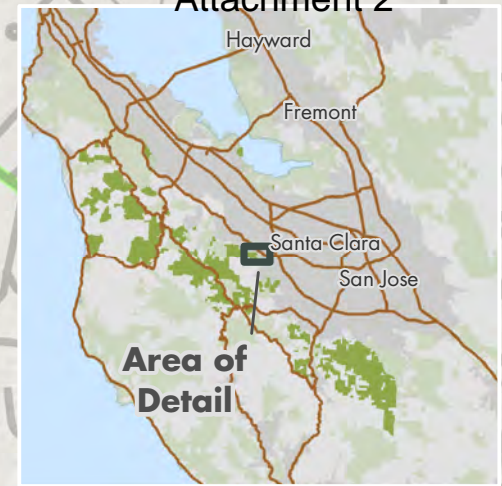 Attachment 2
Hayward
Fremont
Santa Clara
San Jose
Area of
Detail